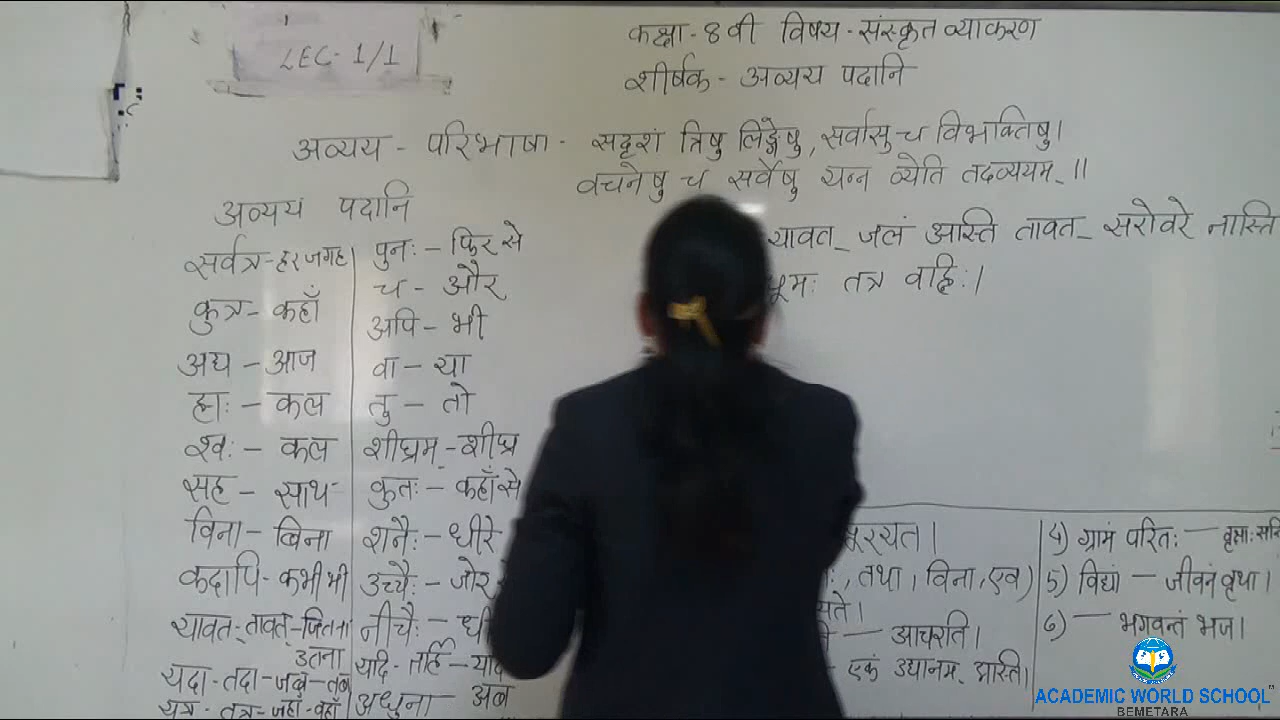 LEC-1/1
कक्षा-8वी विषय-संस्कृत व्याकरण
शीर्षक - अव्यय पदानि
अव्यय - परिभाषा - सदृशं त्रिषु लिङ्गेषु, सर्वासु च विभक्तिषु।
वचनेषु च सर्वेषु यन्न व्येति तदव्ययम् ॥
अव्यय पदानि
सर्वत्र - हर जगह
कुत्र - कहाँ
अद्य - आज
ह्यः - कल
श्वः - कल
सह - साथ
विना - बिना
कदापि - कभी भी
यावत् तावत् - जितना
उतना
यदा - तदा - जब - तब
यत्र - तत्र - जहाँ - वहाँ
पुनः - फिर से
च - और
अपि - भी
वा - या
तु - तो
शीघ्रम् - शीघ्र
कुतः - कहाँ से
शनैः - धीरे
उच्चैः - जोर
नीचैः -
यदि - तर्हि -
अधुना - अब
यावत् जलं अस्ति तावत् सरोवरे नास्ति
धूमः तत्र वह्निः।
, तथा, विना, एव)
— आचरति।
— एकं उद्यानम् अस्ति।
4) ग्रामं परितः —
5) विद्यां — जीवनं वृथा।
6) — भगवन्तं भज।
ACADEMIC WORLD SCHOOL
BEMETARA